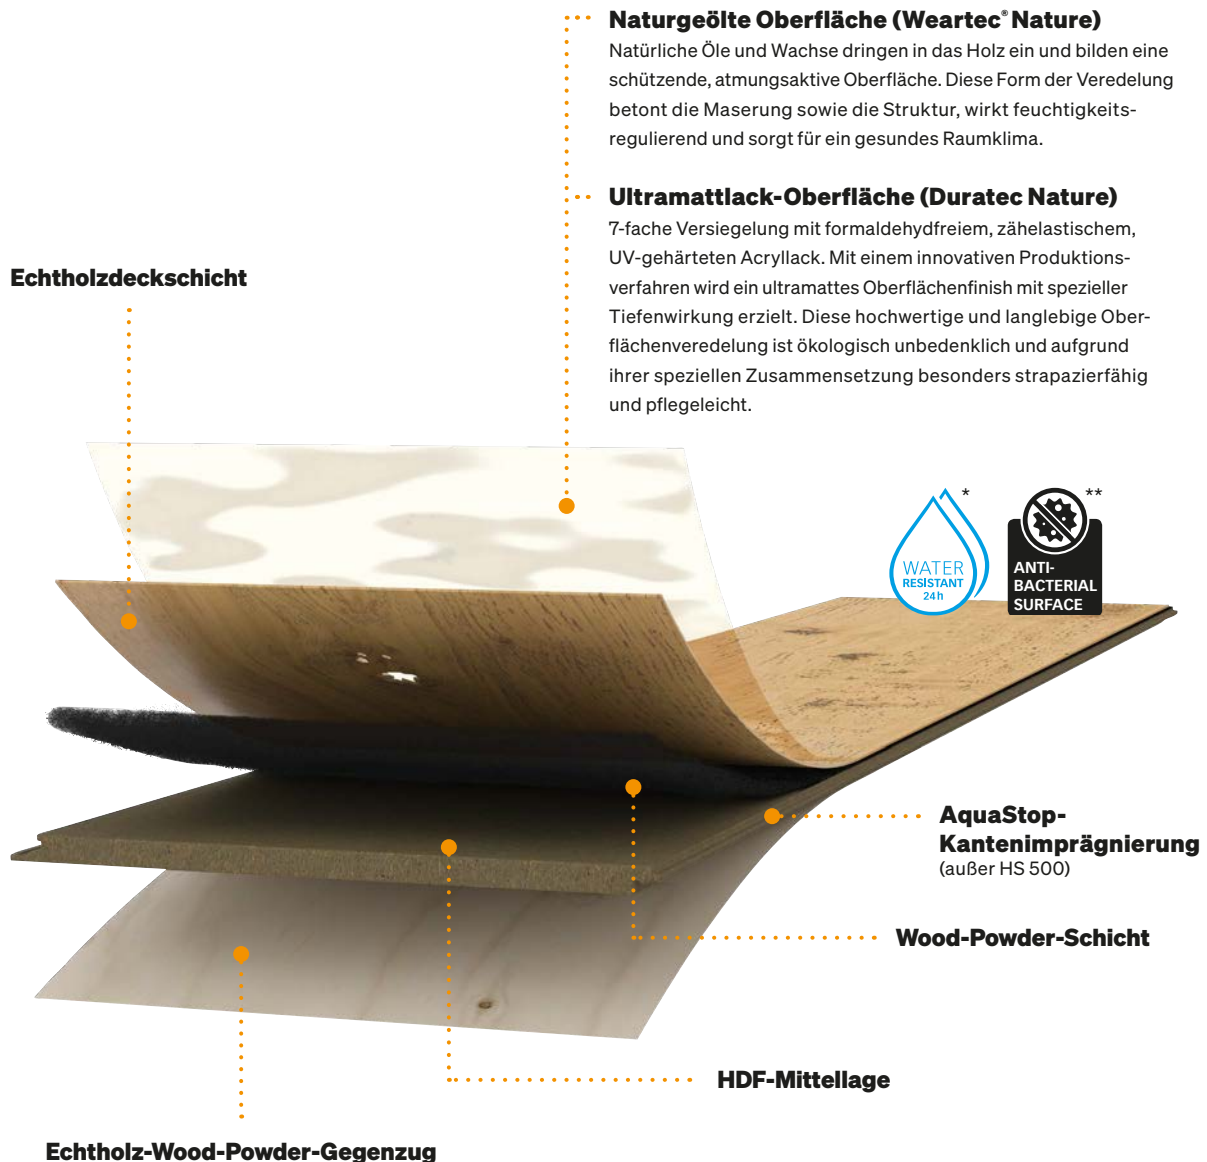 Naturgeölte Oberfläche (Weartec® Nature)
Natürliche Öle und Wachse dringen in das Holz ein und bilden eine
schützende, atmungsaktive Oberfläche. Diese Form der Veredelung
betont die Maserung sowie die Struktur, wirkt feuchtigkeits-
regulierend und sorgt für ein gesundes Raumklima.
Ultramattlack-Oberfläche (Duratec Nature)
7-fache Versiegelung mit formaldehydfreiem, zähelastischem,
UV-gehärteten Acryllack. Mit einem innovativen Produktions-
verfahren wird ein ultramattes Oberflächenfinish mit spezieller
Tiefenwirkung erzielt. Diese hochwertige und langlebige Ober-
flächenveredelung ist ökologisch unbedenklich und aufgrund
ihrer speziellen Zusammensetzung besonders strapazierfähig
und pflegeleicht.
Echtholzdeckschicht
*
WATER
RESISTANT
24h
**
ANTI-
BACTERIAL
SURFACE
AquaStop-
Kantenimprägnierung
(außer HS 500)
Wood-Powder-Schicht
HDF-Mittellage
Echtholz-Wood-Powder-Gegenzug